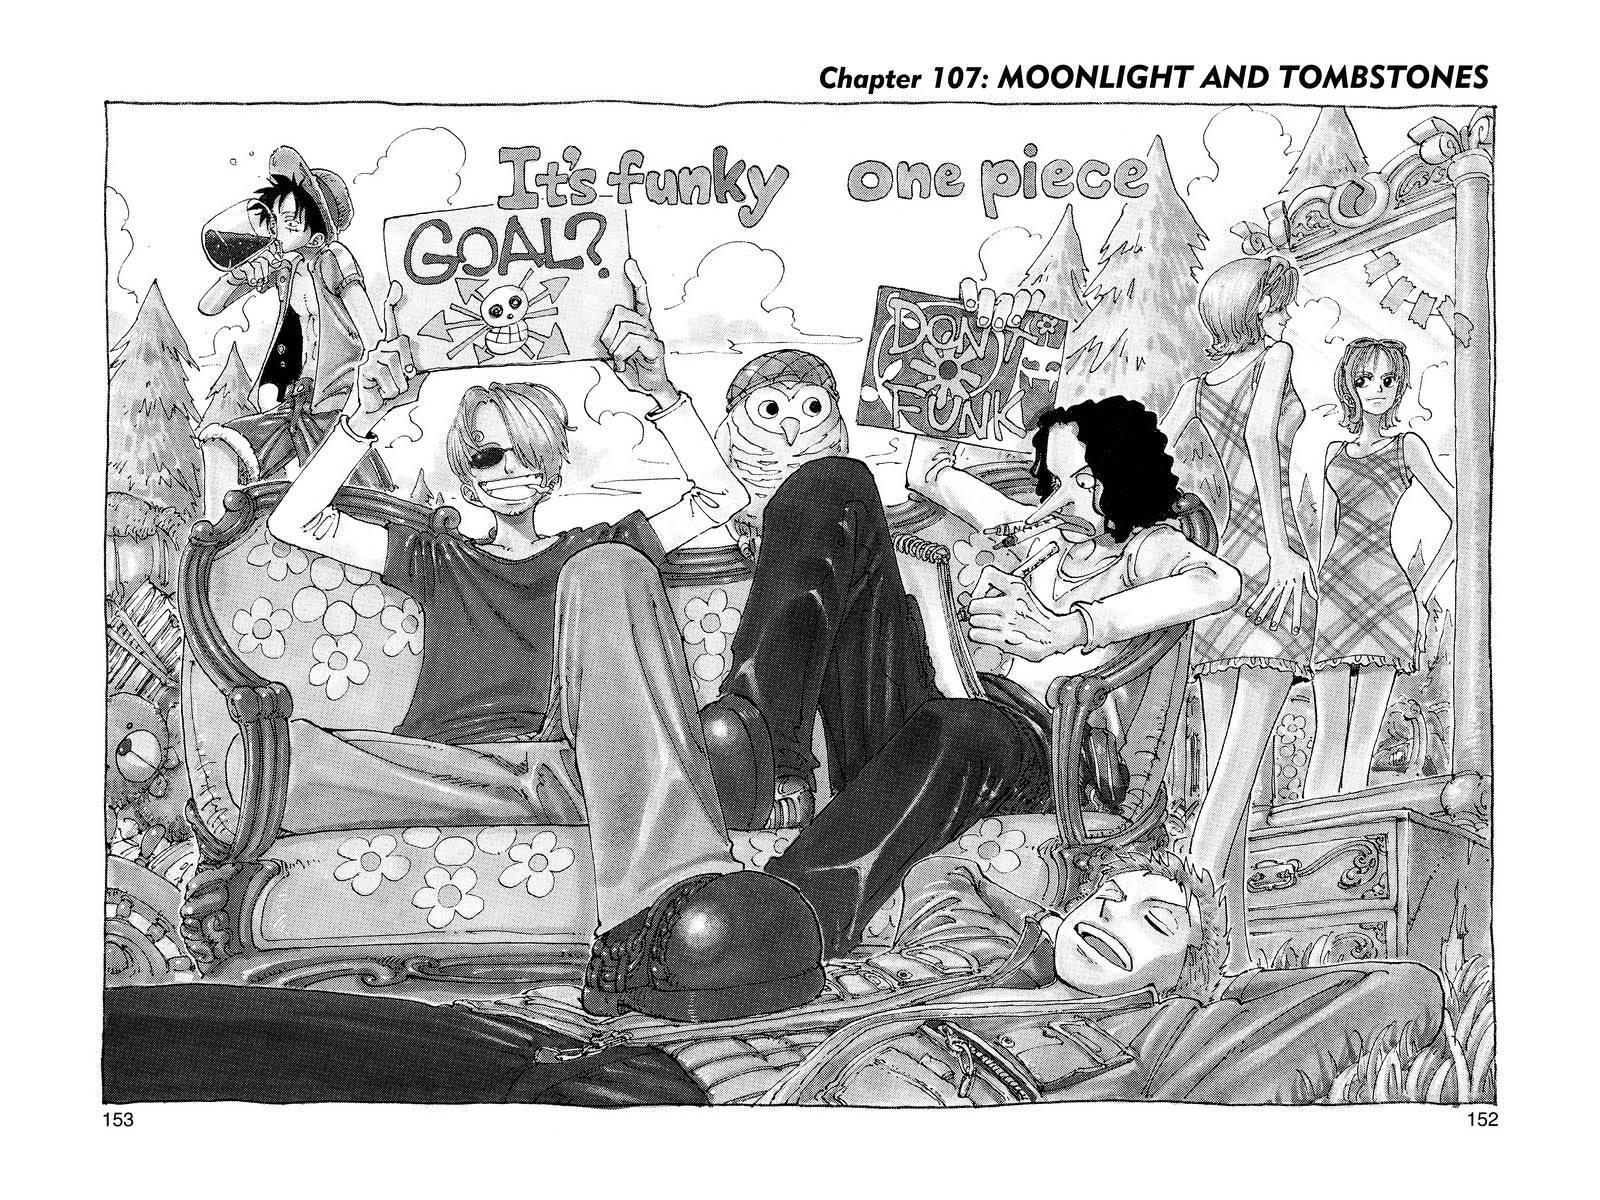 Chapter 107: MOONLIGHT AND TOMBSTONES
It's funky one piece
GOAL?
DON'T
FUNK
153
152